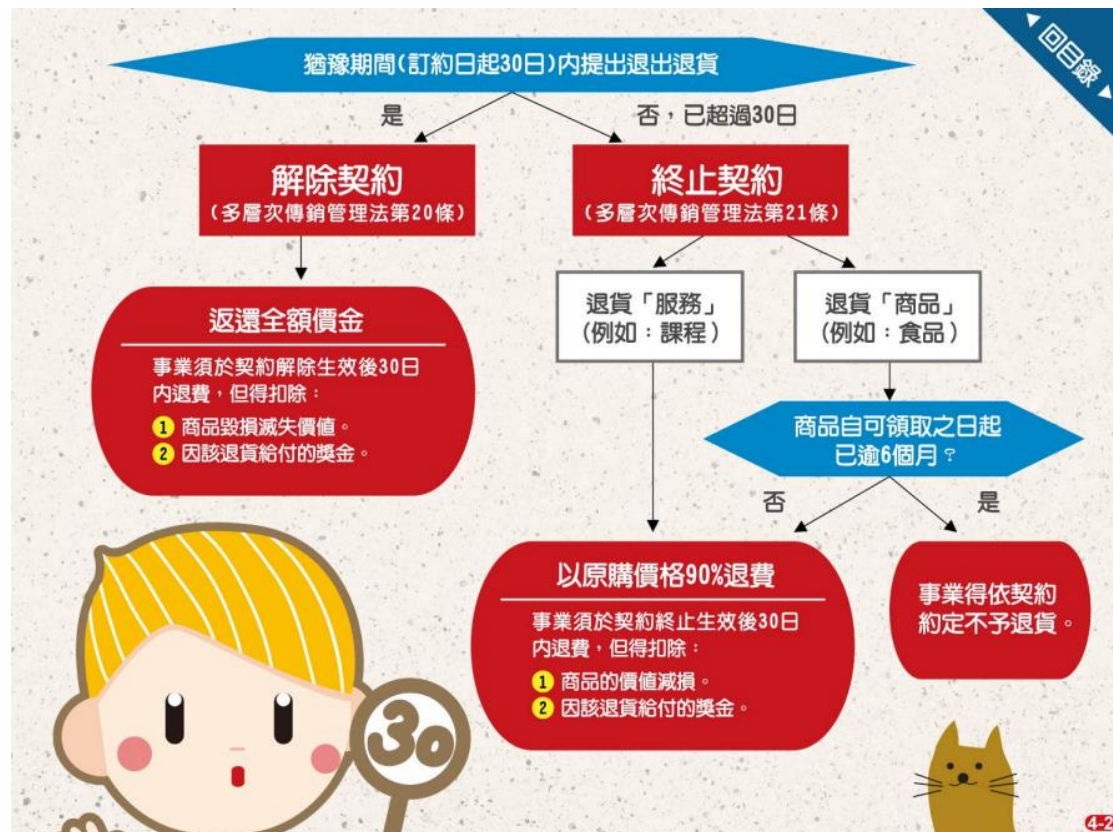 猶豫期間(訂約日起30日)內提出退出退貨
回目錄
是
否，已超過30日
解除契約
(多層次傳銷管理法第20條)
終止契約
(多層次傳銷管理法第21條)
返還全額價金
事業須於契約解除生效後30日
內退費，但得扣除：
1 商品毀損滅失價值。
2 因該退貨給付的獎金。
退貨「服務」
(例如：課程)
退貨「商品」
(例如：食品)
商品自可領取之日起
已逾6個月？
否
是
以原購價格90%退費
事業須於契約終止生效後30日
內退費，但得扣除：
1 商品的價值減損。
2 因該退貨給付的獎金。
事業得依契約
約定不予退貨。
30
4-2